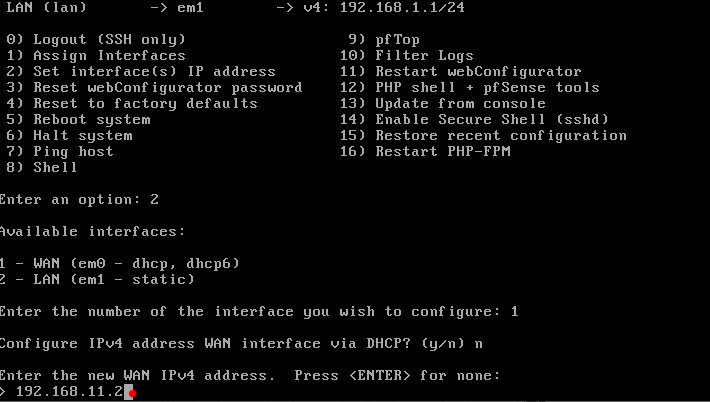 LAN (lan) -> em1 -> v4: 192.168.1.1/24
0) Logout (SSH only) 9) pfTop
1) Assign Interfaces 10) Filter Logs
2) Set interface(s) IP address 11) Restart webConfigurator
3) Reset webConfigurator password 12) PHP shell + pfSense tools
4) Reset to factory defaults 13) Update from console
5) Reboot system 14) Enable Secure Shell (sshd)
6) Halt system 15) Restore recent configuration
7) Ping host 16) Restart PHP-FPM
8) Shell
Enter an option: 2
Available interfaces:
1 - WAN (em0 - dhcp, dhcp6)
2 - LAN (em1 - static)
Enter the number of the interface you wish to configure: 1
Configure IPv4 address WAN interface via DHCP? (y/n) n
Enter the new WAN IPv4 address.  Press <ENTER> for none:
> 192.168.11.2